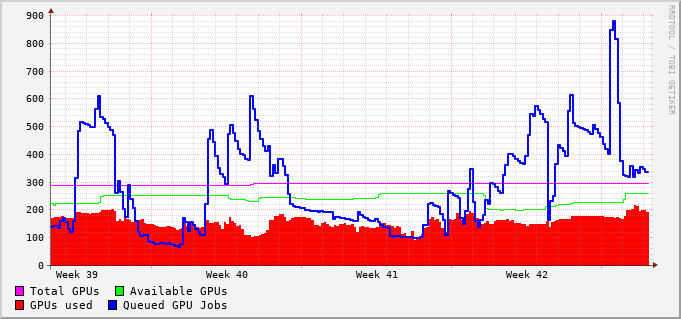 900
800
700
600
500
400
300
200
100
0
Week 39 Week 40 Week 41 Week 42
Total GPUs Available GPUs
GPUs used Queued GPU Jobs
RRDTOOL / TOBI OETIKER